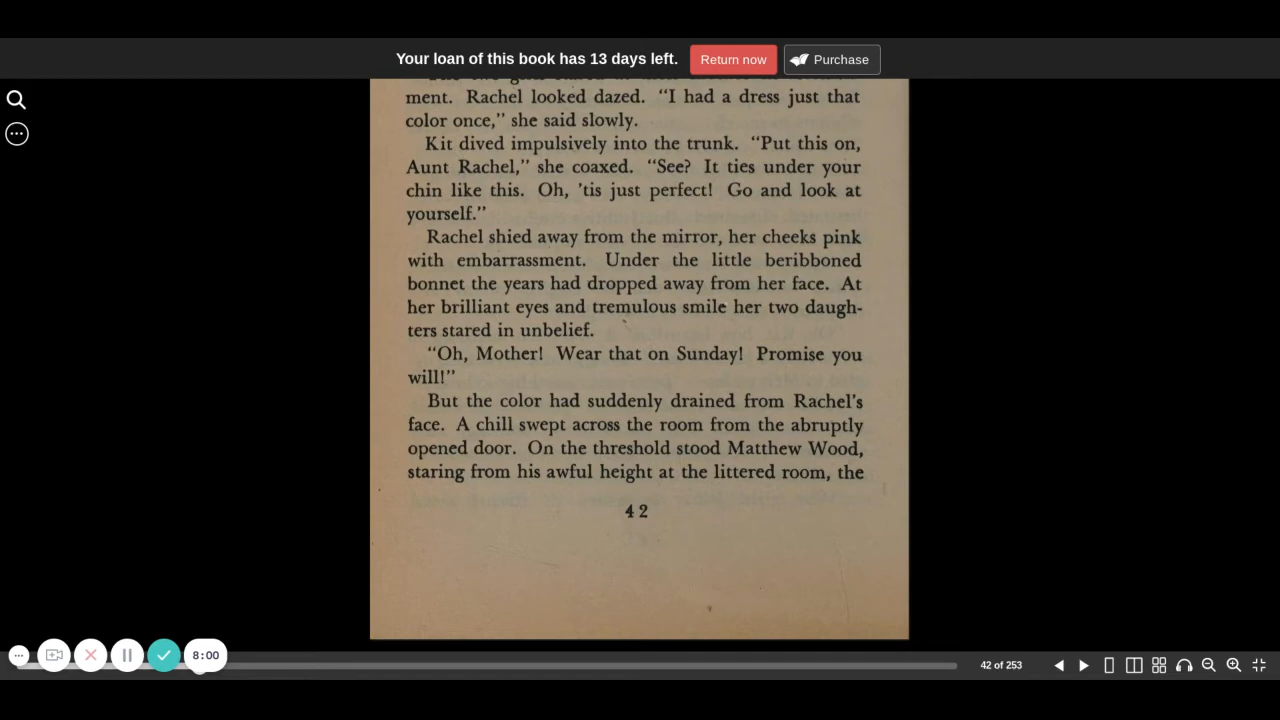 Your loan of this book has 13 days left. Return now Purchase
ment. Rachel looked dazed. “I had a dress just that
color once,” she said slowly.
Kit dived impulsively into the trunk. “Put this on,
Aunt Rachel,” she coaxed. “See? It ties under your
chin like this. Oh, ’tis just perfect! Go and look at
yourself.”
Rachel shied away from the mirror, her cheeks pink
with embarrassment. Under the little beribboned
bonnet the years had dropped away from her face. At
her brilliant eyes and tremulous smile her two daugh-
ters stared in unbelief.
“Oh, Mother! Wear that on Sunday! Promise you
will!”
But the color had suddenly drained from Rachel’s
face. A chill swept across the room from the abruptly
opened door. On the threshold stood Matthew Wood,
staring from his awful height at the littered room, the
42
8:00
42 of 253